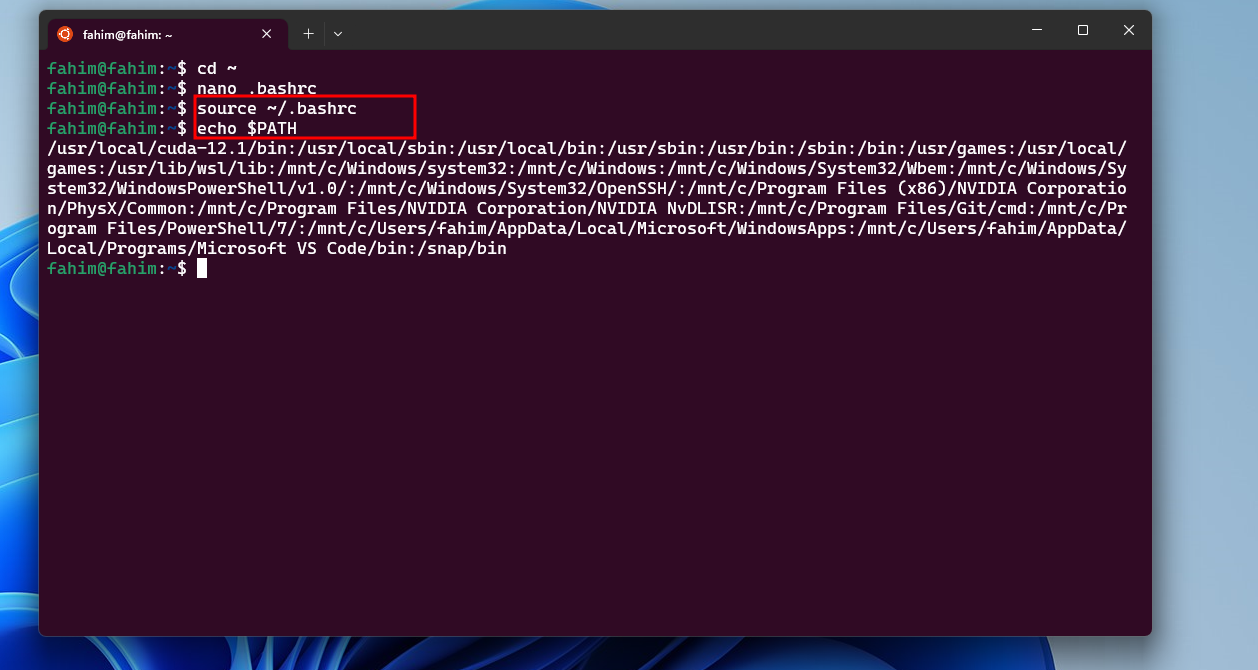 fahim@fahim: ~
fahim@fahim:~$ cd ~
fahim@fahim:~$ nano .bashrc
fahim@fahim:~$ source ~/.bashrc
fahim@fahim:~$ echo $PATH
/usr/local/cuda-12.1/bin:/usr/local/sbin:/usr/local/bin:/usr/sbin:/usr/bin:/sbin:/bin:/usr/games:/usr/local/
games:/usr/lib/wsl/lib:/mnt/c/Windows/system32:/mnt/c/Windows:/mnt/c/Windows/System32/Wbem:/mnt/c/Windows/Sy
stem32/WindowsPowerShell/v1.0/:/mnt/c/Windows/System32/OpenSSH/:/mnt/c/Program Files (x86)/NVIDIA Corporatio
n/PhysX/Common:/mnt/c/Program Files/NVIDIA Corporation/NVIDIA NvDLISR:/mnt/c/Program Files/Git/cmd:/mnt/c/Pr
ogram Files/PowerShell/7/:/mnt/c/Users/fahim/AppData/Local/Microsoft/WindowsApps:/mnt/c/Users/fahim/AppData/
Local/Programs/Microsoft VS Code/bin:/snap/bin
fahim@fahim:~$